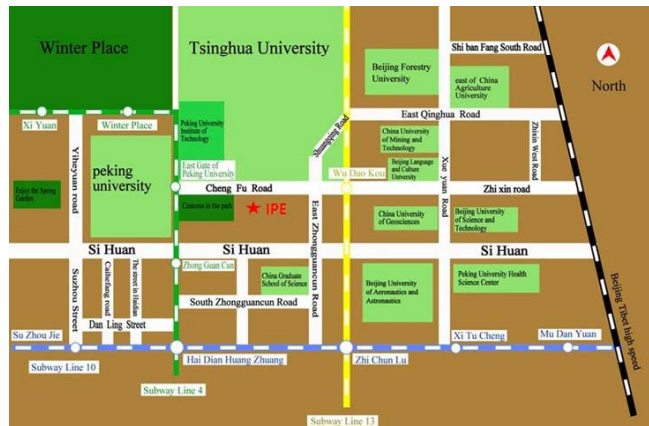 Winter Place
Tsinghua University
Shi ban Fang South Road
Beijing Forestry
University
east of China
Agriculture
University
North
Xi Yuan
Winter Place
Peking University
Institute of
Technology
East Qinghua Road
Shuangqing Road
China University
of Mining and
Technology
Zhixin West Road
Yiheyuan road
peking
university
East Gate of
Peking University
Wu Dao Kou
Beijing Language
and Culture
University
Xue yuan Road
Enjoy the Spring
Garden
Cheng Fu Road
Zhi xin road
Customs in the park
IPE
East Zhongguancun Road
China University
of Geosciences
Beijing University
of Science and
Technology
Si Huan
Si Huan
Si Huan
Suzhou Street
Caihefang road
The street in Haidian
Zhong Guan Cun
China Graduate
School of Science
Beijing University
of Aeronautics and
Astronautics
Peking University Health
Science Center
Beijing Tibet high speed
South Zhongguancun Road
Dan Ling Street
Su Zhou Jie
Hai Dian Huang Zhuang
Zhi Chun Lu
Xi Tu Cheng
Mu Dan Yuan
Subway Line 10
Subway Line 4
Subway Line 13